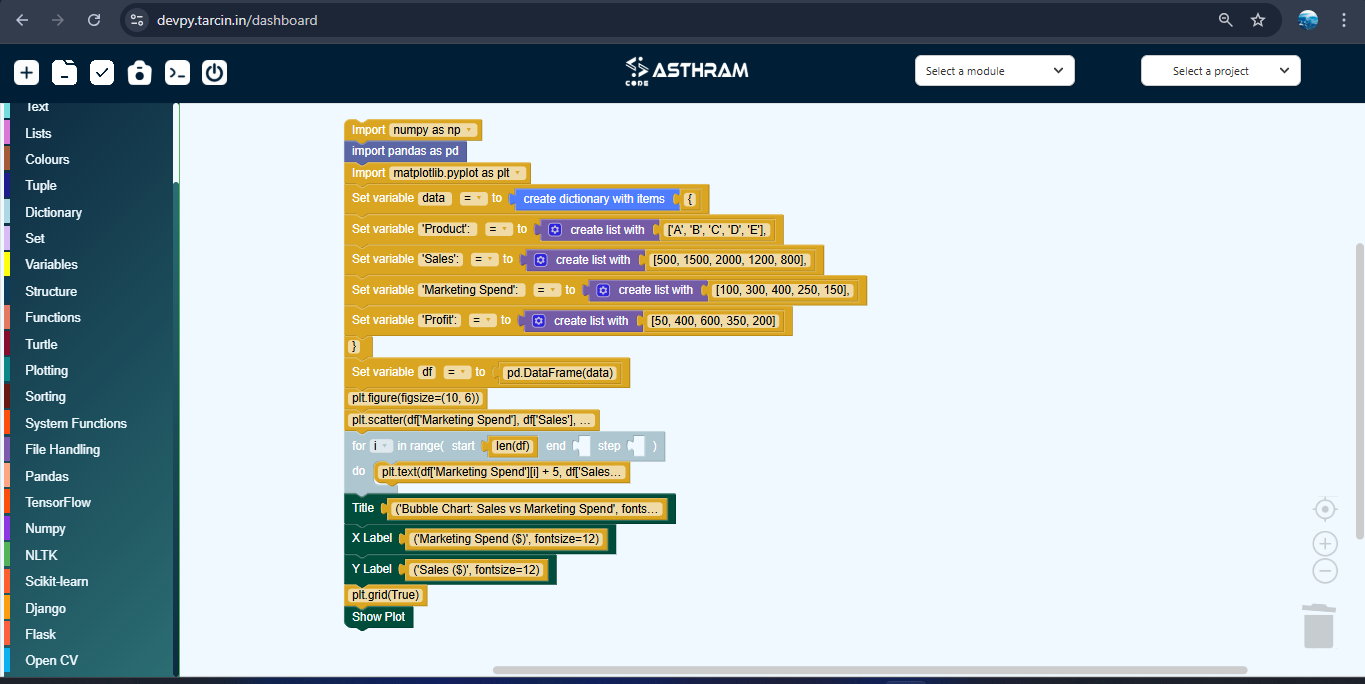 devpy.tarcin.in/dashboard
ASTHRAM
CODE
Select a module
Select a project
Text
Lists
Colours
Tuple
Dictionary
Set
Variables
Structure
Functions
Turtle
Plotting
Sorting
System Functions
File Handling
Pandas
TensorFlow
Numpy
NLTK
Scikit-learn
Django
Flask
Open CV
Import numpy as np
import pandas as pd
Import matplotlib.pyplot as plt
Set variable data = to create dictionary with items {
Set variable 'Product': = to create list with ['A', 'B', 'C', 'D', 'E'],
Set variable 'Sales': = to create list with [500, 1500, 2000, 1200, 800],
Set variable 'Marketing Spend': = to create list with [100, 300, 400, 250, 150],
Set variable 'Profit': = to create list with [50, 400, 600, 350, 200]
}
Set variable df = to pd.DataFrame(data)
plt.figure(figsize=(10, 6))
plt.scatter(df['Marketing Spend'], df['Sales'], ...
for i in range( start len(df) end step )
do plt.text(df['Marketing Spend'][i] + 5, df['Sales...
Title ('Bubble Chart: Sales vs Marketing Spend', fonts...
X Label ('Marketing Spend ($)', fontsize=12)
Y Label ('Sales ($)', fontsize=12)
plt.grid(True)
Show Plot